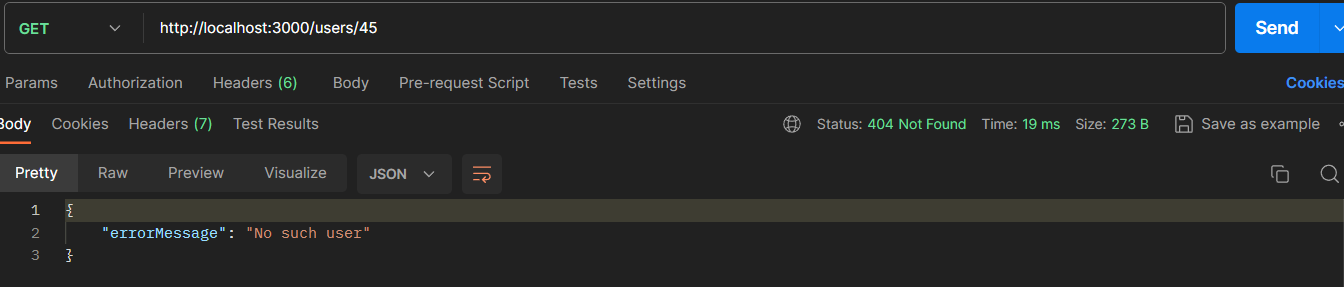 GET http://localhost:3000/users/45 Send
Params Authorization Headers (6) Body Pre-request Script Tests Settings Cookies
Body Cookies Headers (7) Test Results Status: 404 Not Found Time: 19 ms Size: 273 B Save as example
Pretty Raw Preview Visualize JSON
1 {
2 "errorMessage": "No such user"
3 }